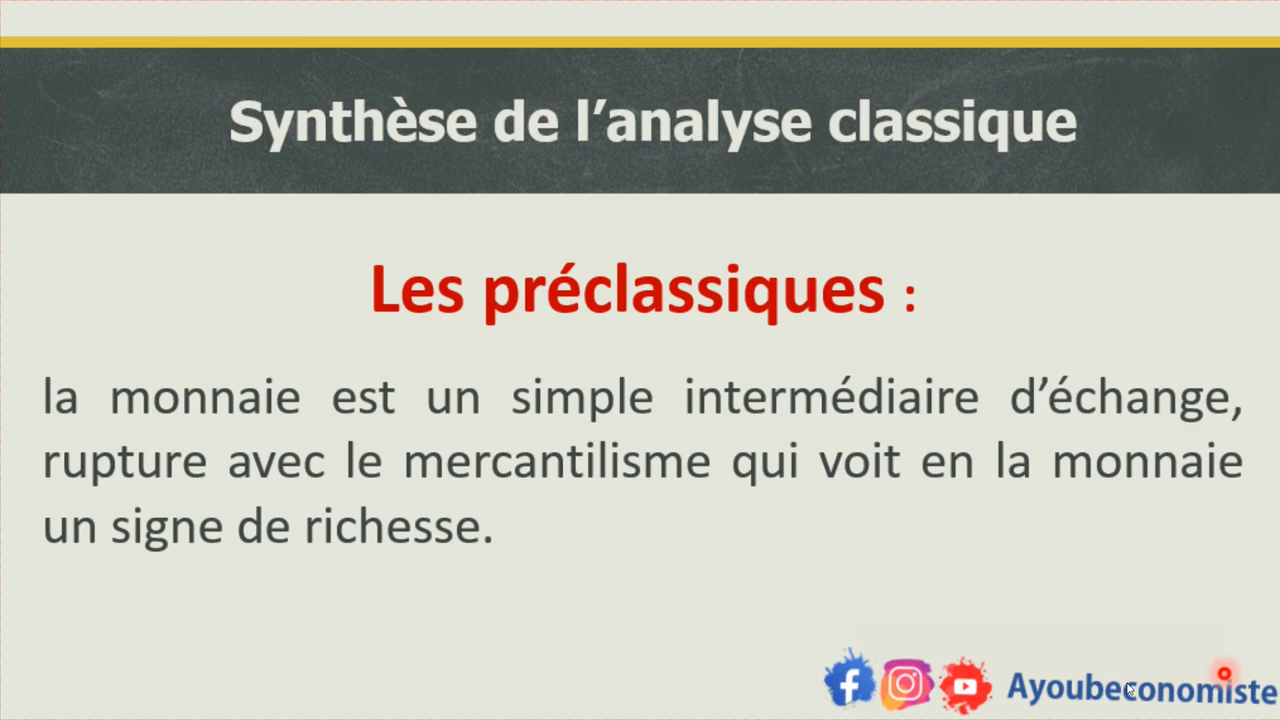 Synthèse de l’analyse classique
Les préclassiques :
la monnaie est un simple intermédiaire d’échange,
rupture avec le mercantilisme qui voit en la monnaie
un signe de richesse.
Ayoubeconomiste